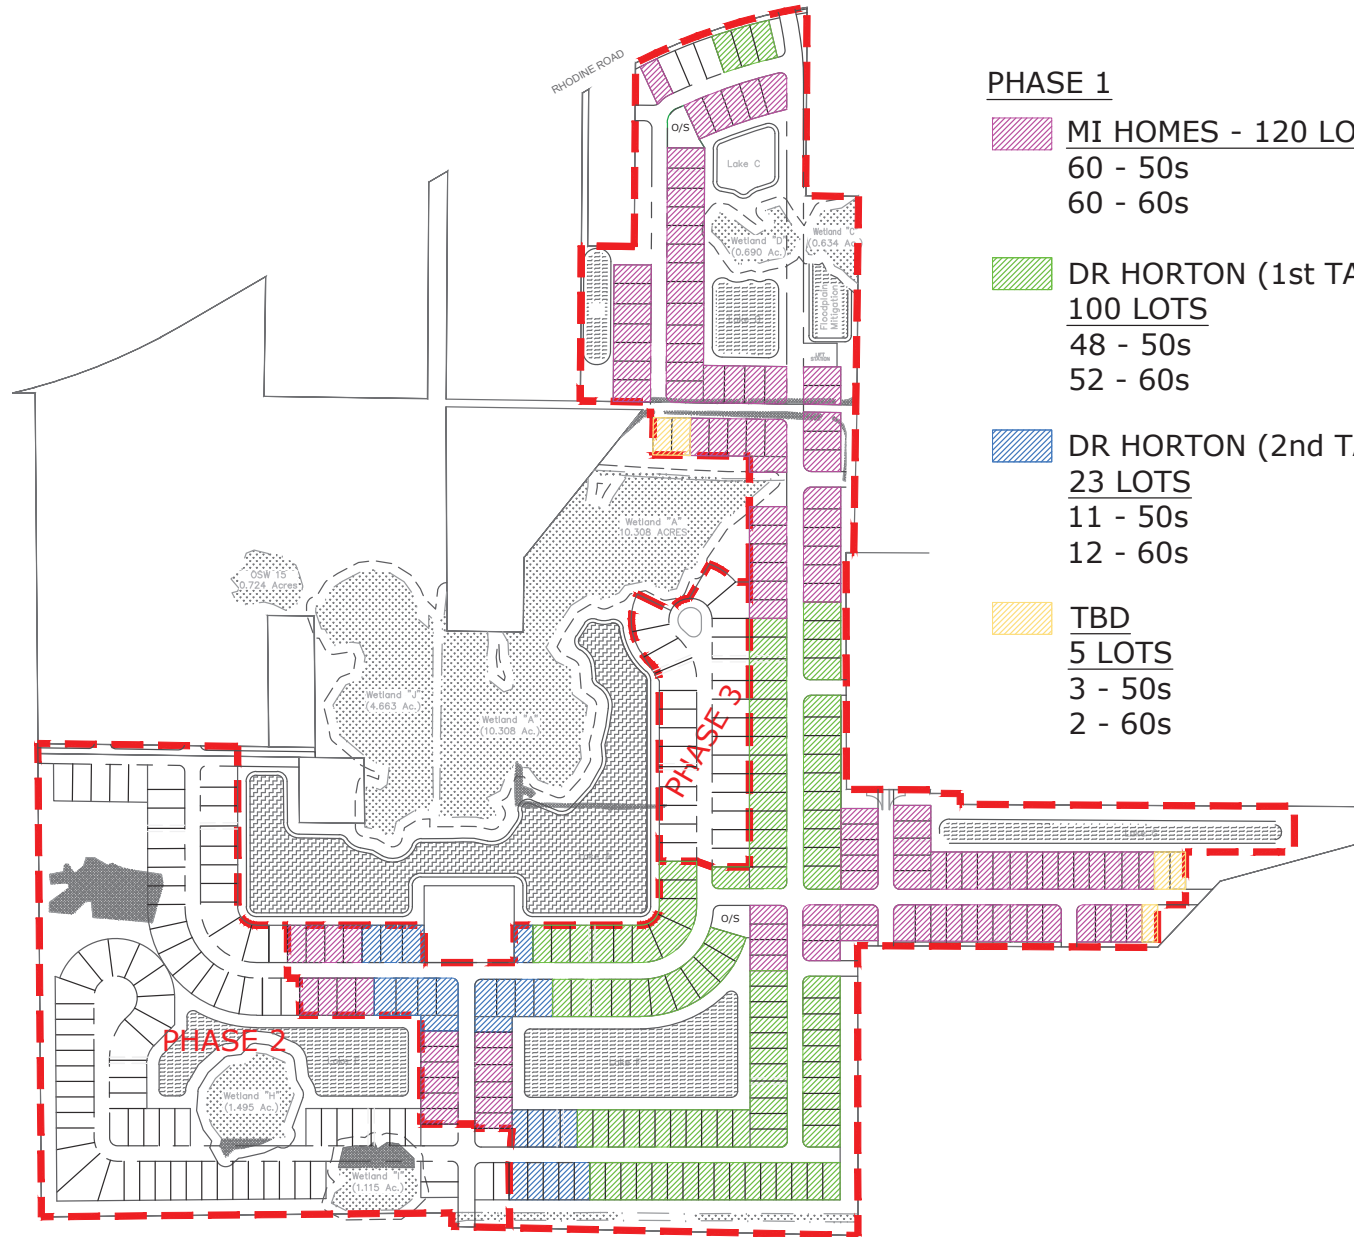 RHODINE ROAD
O/S
Lake C
Wetland "D"
(0.690 Ac.)
Wetland "C"
(0.634 Ac.)
Floodplain
Mitigation
LIFT
STATION
Wetland "A"
10.308 ACRES
OSW 15
0.724 Acres
Wetland "J"
(4.663 Ac.)
Wetland "A"
(10.308 Ac.)
PHASE 3
O/S
PHASE 2
Wetland "H"
(1.495 Ac.)
Wetland "I"
(1.115 Ac.)
PHASE 1
MI HOMES - 120 LO
60 - 50s
60 - 60s
DR HORTON (1st TA
100 LOTS
48 - 50s
52 - 60s
DR HORTON (2nd TA
23 LOTS
11 - 50s
12 - 60s
TBD
5 LOTS
3 - 50s
2 - 60s